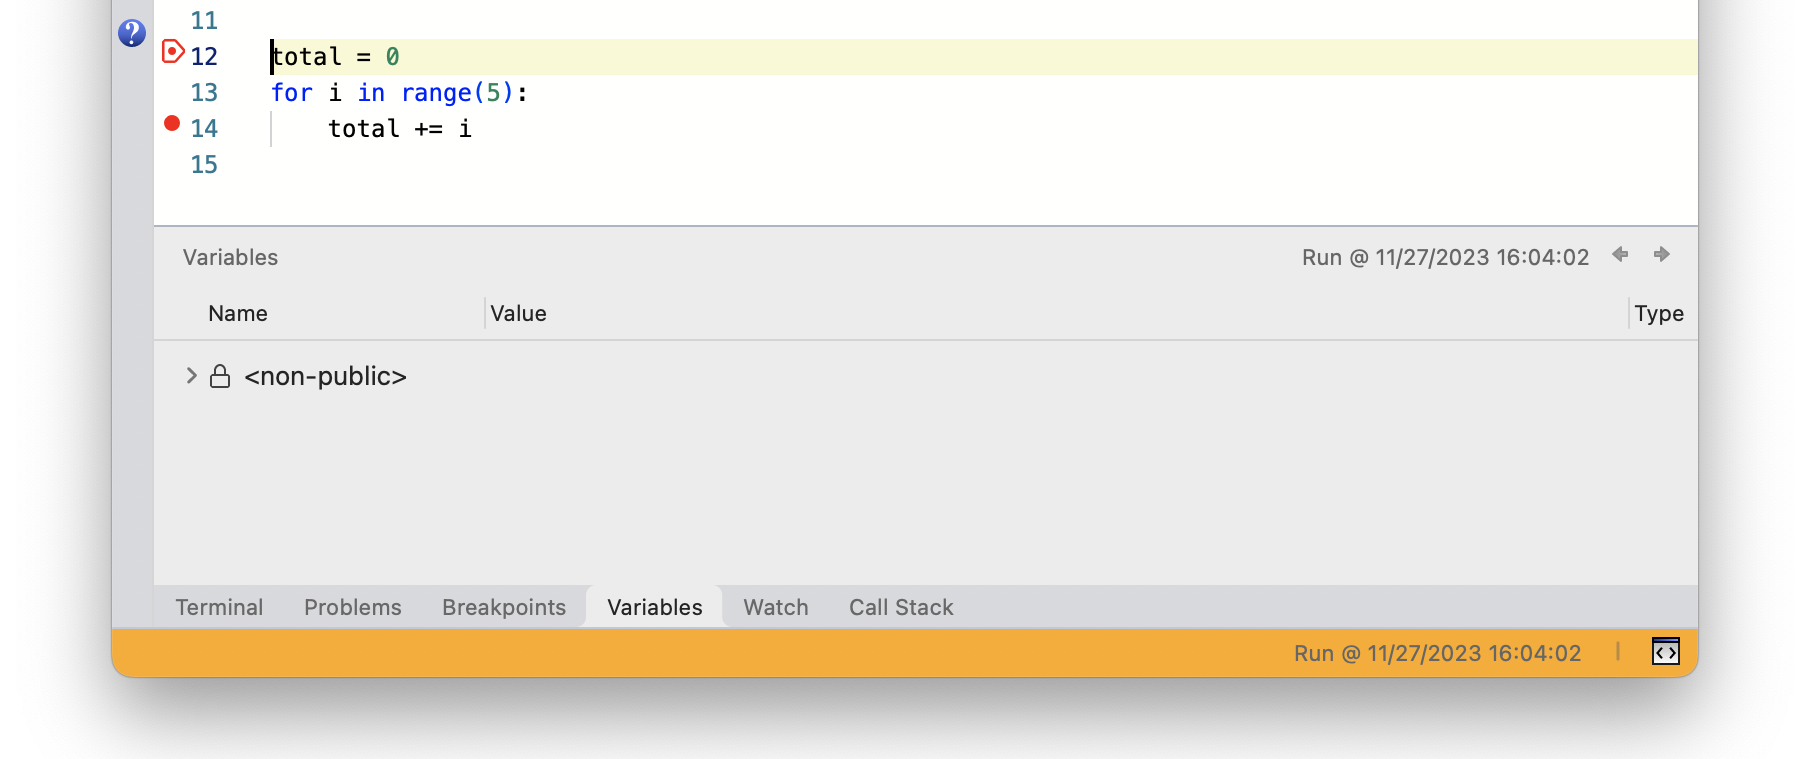 11
12 total = 0
13 for i in range(5):
14     total += i
15
Variables Run @ 11/27/2023 16:04:02
Name Value Type
<non-public>
Terminal Problems Breakpoints Variables Watch Call Stack
Run @ 11/27/2023 16:04:02